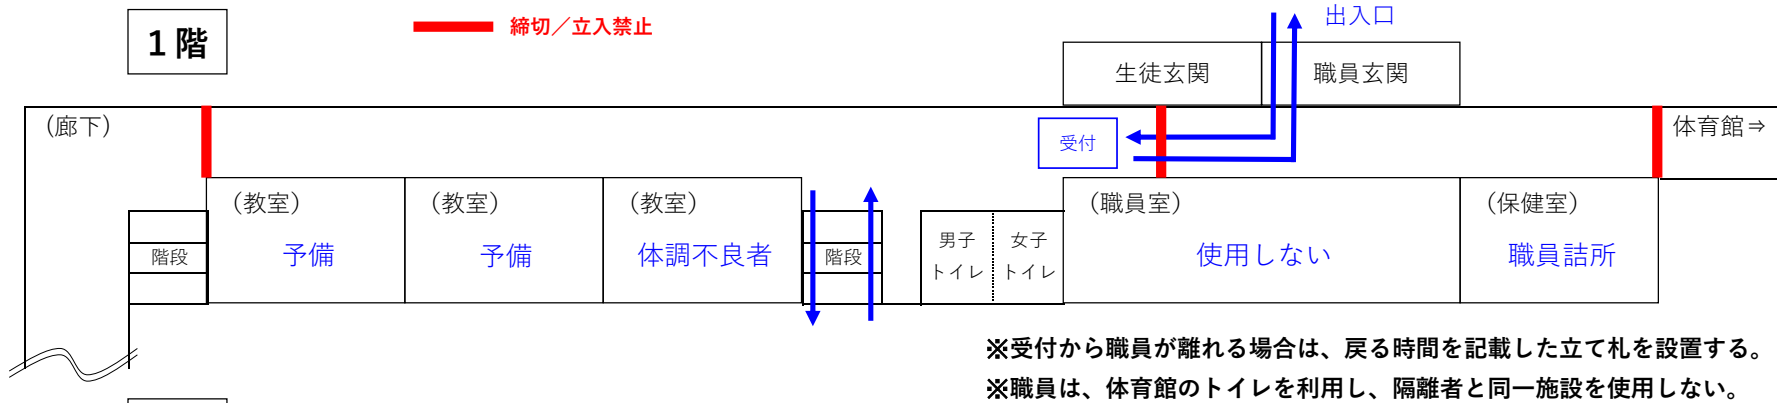 1階
締切／立入禁止
出入口
生徒玄関
職員玄関
（廊下）
受付
体育館⇒
（教室）
（教室）
（教室）
（職員室）
（保健室）
階段
予備
予備
体調不良者
階段
男子
トイレ
女子
トイレ
使用しない
職員詰所
※受付から職員が離れる場合は、戻る時間を記載した立て札を設置する。
※職員は、体育館のトイレを利用し、隔離者と同一施設を使用しない。